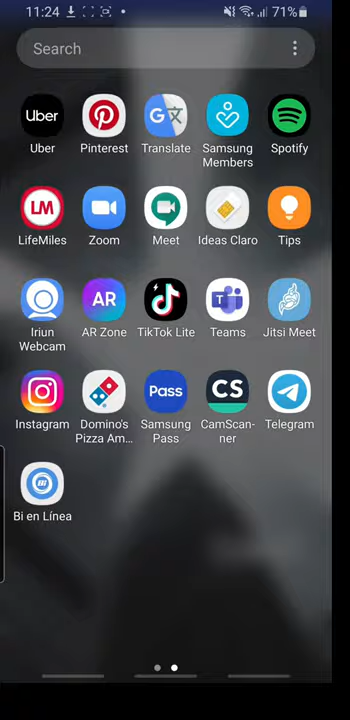 11:24
71%
Search
Uber
Uber
Pinterest
G
Translate
Samsung
Members
Spotify
LM
LifeMiles
Zoom
Meet
Ideas Claro
Tips
Iriun
Webcam
AR
AR Zone
TikTok Lite
T
Teams
Jitsi Meet
Instagram
Domino's
Pizza Am...
Pass
Samsung
Pass
CS
CamScan-
ner
Telegram
Bi
Bi en Línea